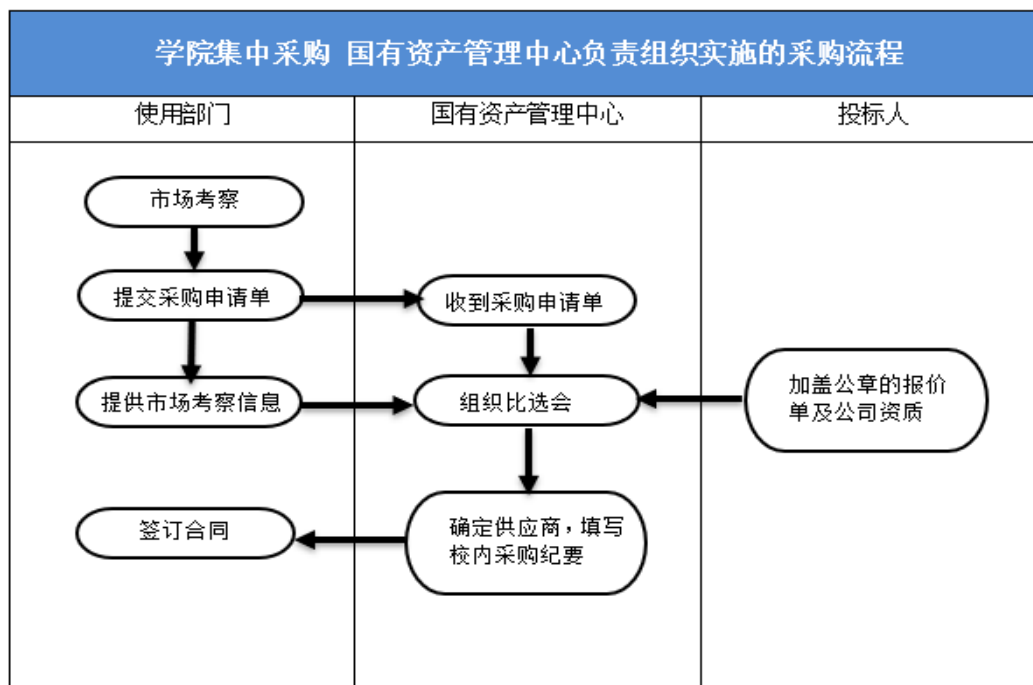 学院集中采购 国有资产管理中心负责组织实施的采购流程
使用部门
国有资产管理中心
投标人
市场考察
提交采购申请单
收到采购申请单
提供市场考察信息
组织比选会
加盖公章的报价
单及公司资质
签订合同
确定供应商，填写
校内采购纪要